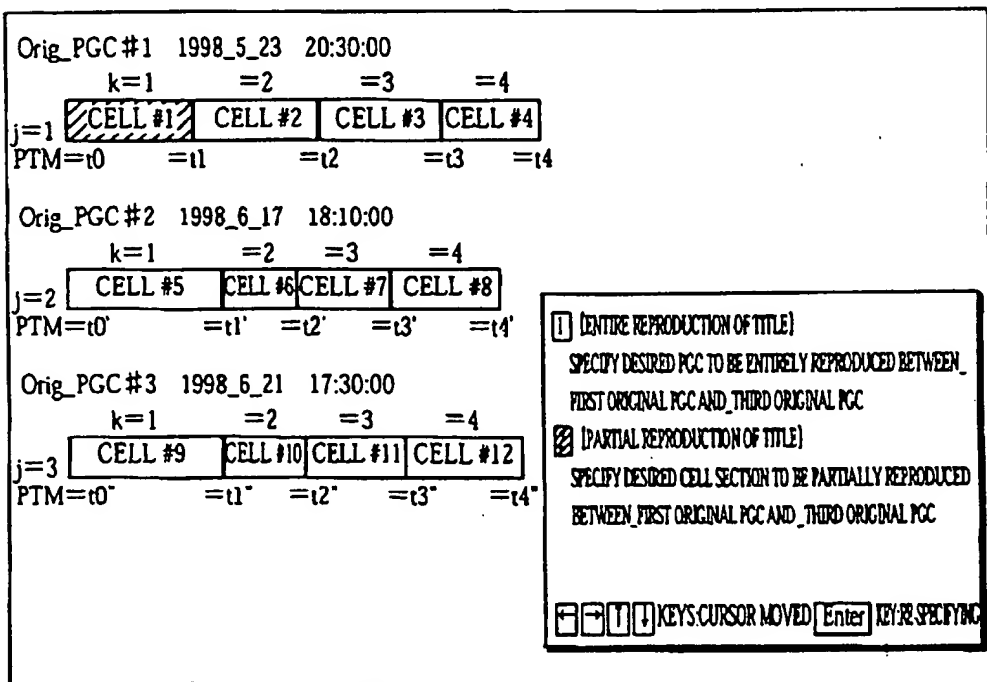 Orig_PGC#1 1998_5_23 20:30:00
k=1 =2 =3 =4
j=1 CELL #1 CELL #2 CELL #3 CELL #4
PTM=t0 =t1 =t2 =t3 =t4
Orig_PGC#2 1998_6_17 18:10:00
k=1 =2 =3 =4
j=2 CELL #5 CELL #6 CELL #7 CELL #8
PTM=t0' =t1' =t2' =t3' =t4'
Orig_PGC#3 1998_6_21 17:30:00
k=1 =2 =3 =4
j=3 CELL #9 CELL #10 CELL #11 CELL #12
PTM=t0" =t1" =t2" =t3" =t4"
1 [ENTIRE REPRODUCTION OF TITLE]
SPECIFY DESIRED PGC TO BE ENTIRELY REPRODUCED BETWEEN_
FIRST ORIGINAL PGC AND_THIRD ORIGINAL PGC
[PARTIAL REPRODUCTION OF TITLE]
SPECIFY DESIRED CELL SECTION TO BE PARTIALLY REPRODUCED
BETWEEN_FIRST ORIGINAL PGC AND_THIRD ORIGINAL PGC
←→↑↓KEYS:CURSOR MOVED Enter KEY:RE SPECIFYING